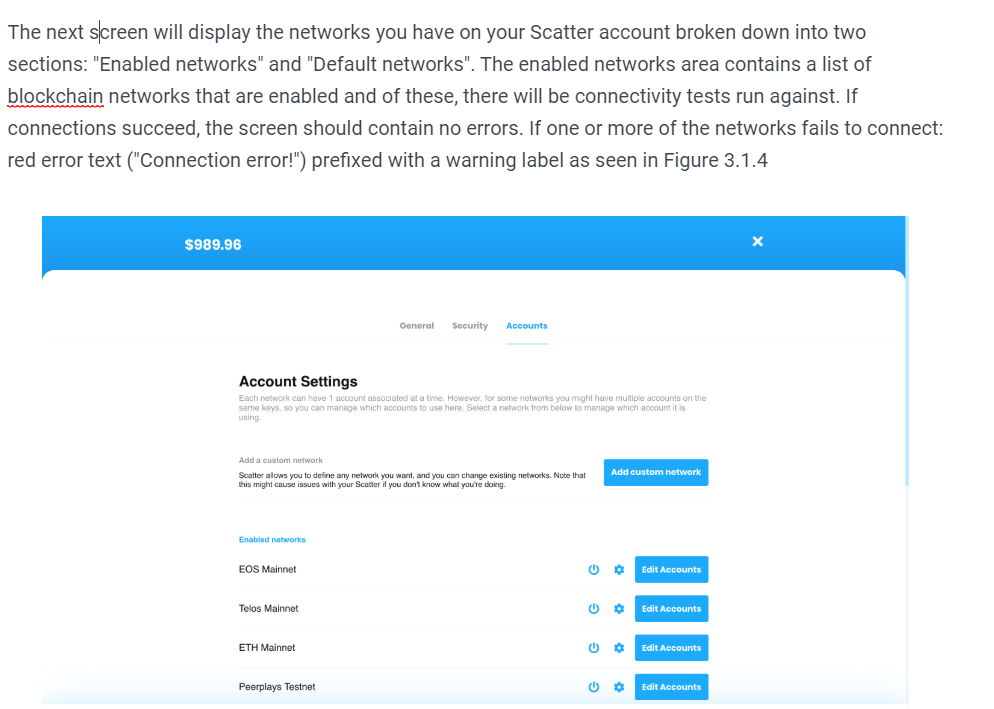 The next screen will display the networks you have on your Scatter account broken down into two
sections: "Enabled networks" and "Default networks". The enabled networks area contains a list of
blockchain networks that are enabled and of these, there will be connectivity tests run against. If
connections succeed, the screen should contain no errors. If one or more of the networks fails to connect:
red error text ("Connection error!") prefixed with a warning label as seen in Figure 3.1.4
$989.96
General Security Accounts
Account Settings
Each network can have 1 account associated at a time. However, for some networks you might have multiple accounts on the
same keys, so you can manage which accounts to use here. Select a network from below to manage which account it is
using.
Add a custom network
Scatter allows you to define any network you want, and you can change existing networks. Note that
this might cause issues with your Scatter if you don't know what you're doing.
Add custom network
Enabled networks
EOS Mainnet Edit Accounts
Telos Mainnet Edit Accounts
ETH Mainnet Edit Accounts
Peerplays Testnet Edit Accounts